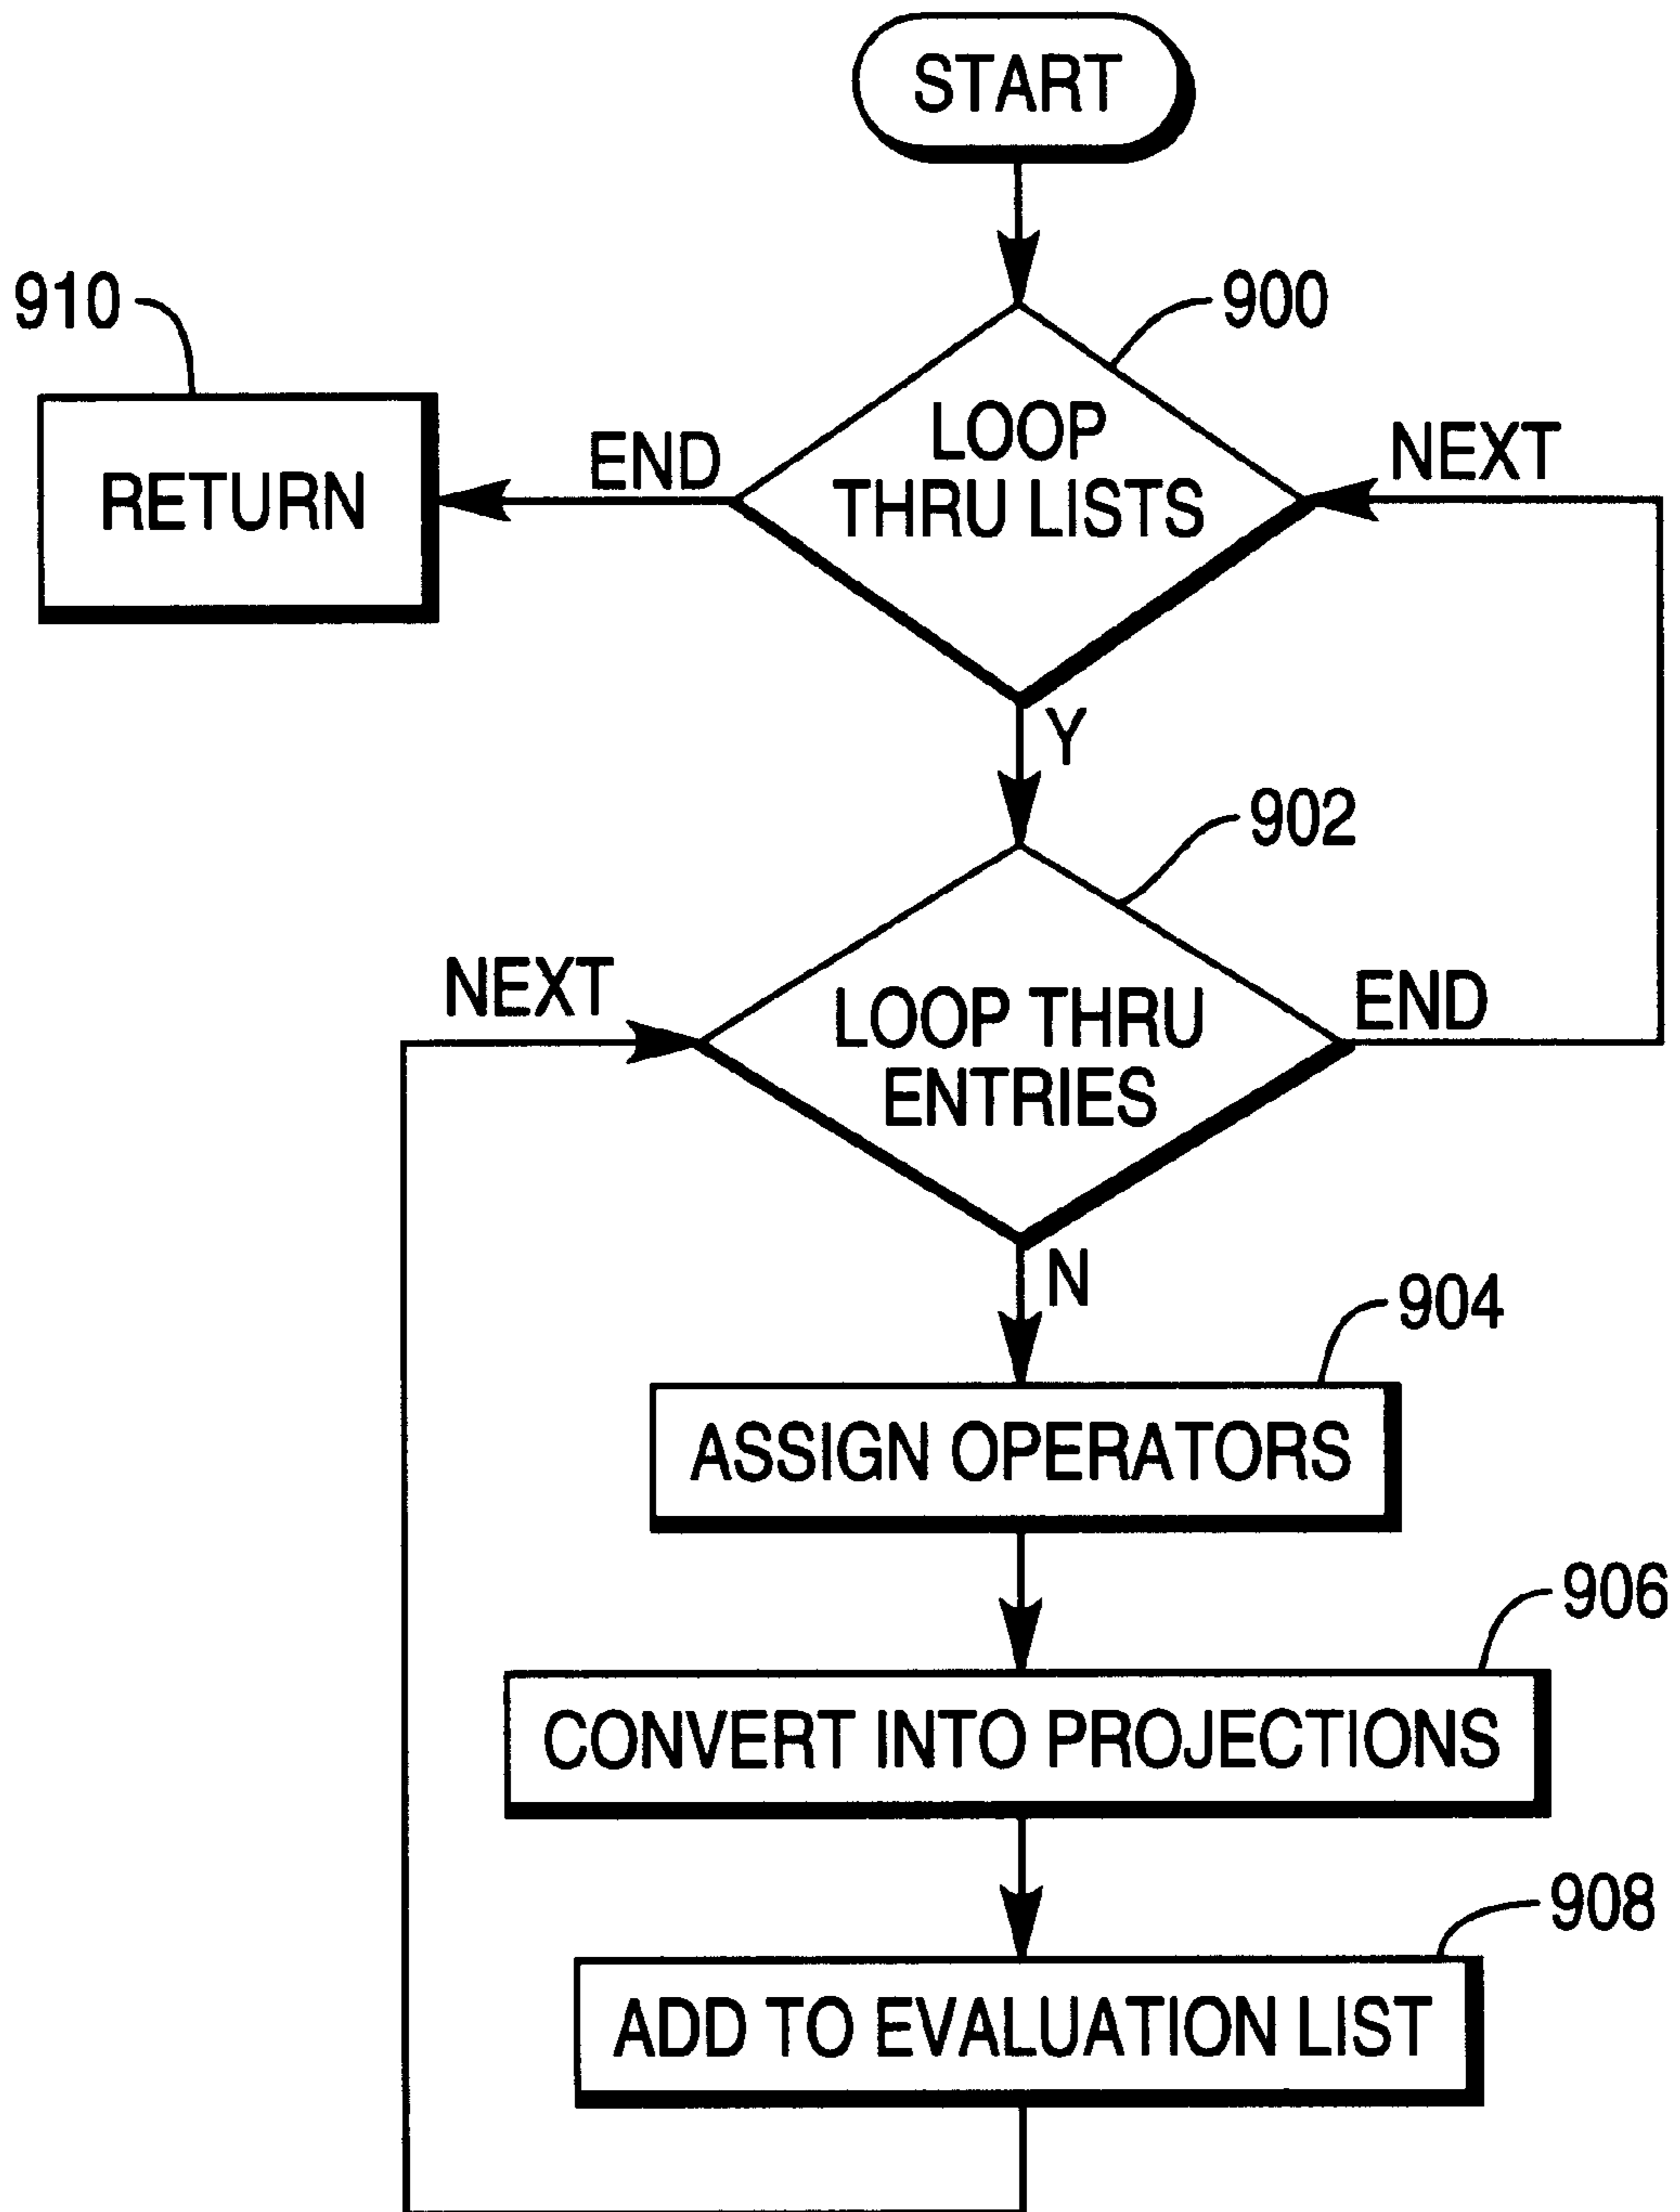 START
910
900
LOOP
THRU LISTS
END
NEXT
RETURN
Y
902
NEXT
LOOP THRU
ENTRIES
END
N
904
ASSIGN OPERATORS
906
CONVERT INTO PROJECTIONS
908
ADD TO EVALUATION LIST